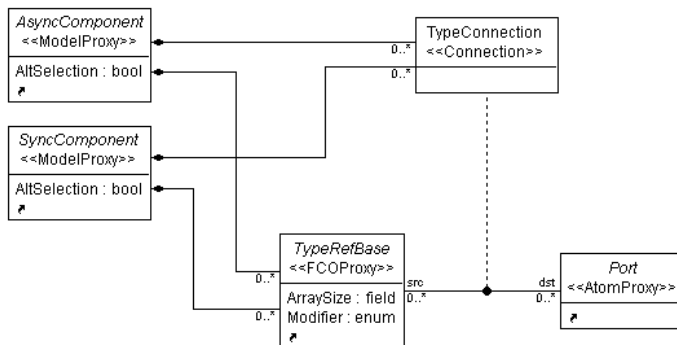 AsyncComponent
<<ModelProxy>>
AltSelection : bool
TypeConnection
<<Connection>>
0..*
0..*
SyncComponent
<<ModelProxy>>
AltSelection : bool
TypeRefBase
<<FCOProxy>>
ArraySize : field
Modifier : enum
0..*
0..*
src
0..*
dst
0..*
Port
<<AtomProxy>>